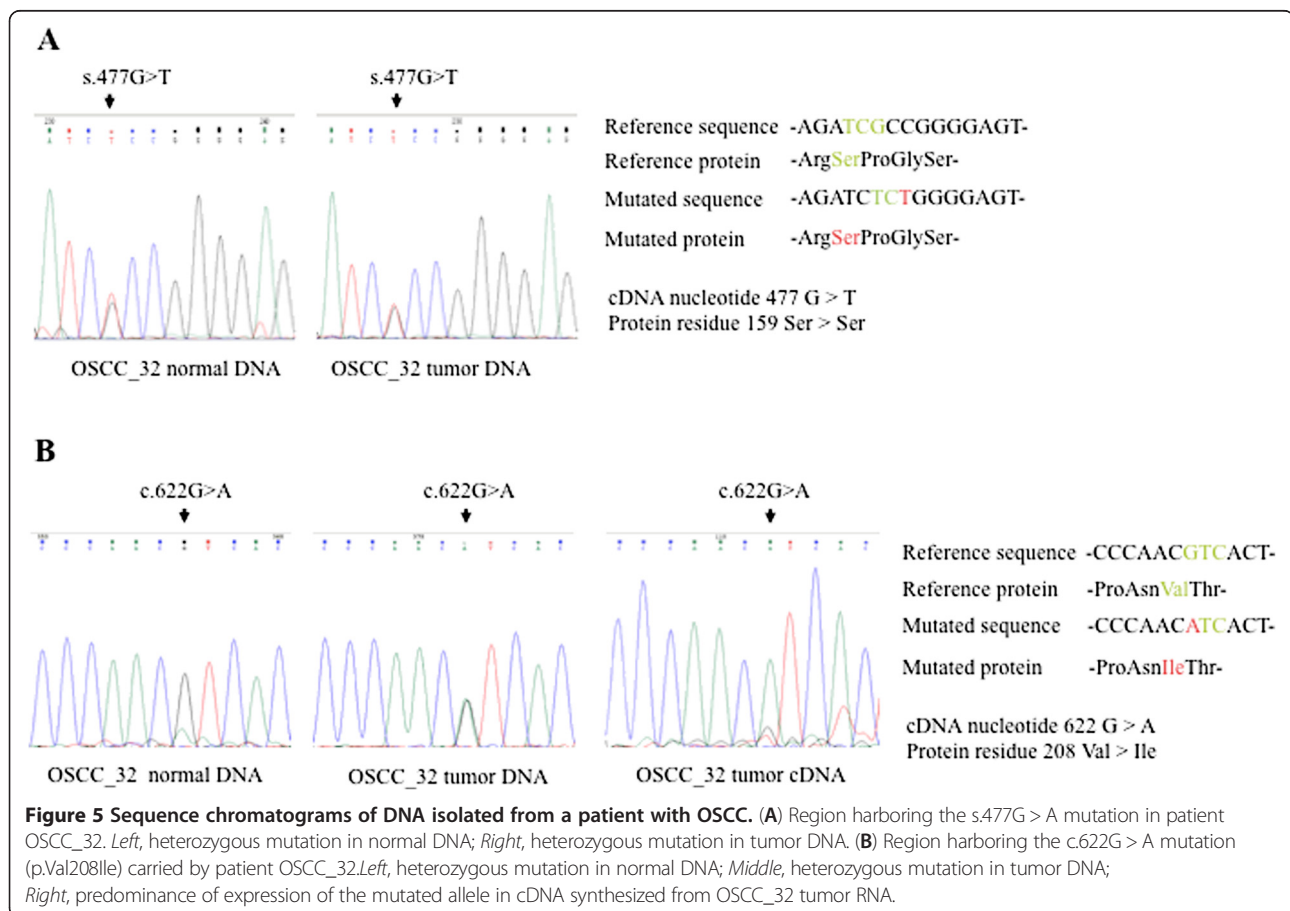 A
s.477G>T
s.477G>T
230
240
A T C T C C G G G G A G
A T C T C C G G G G A G
Reference sequence -AGATCGCCGGGGAGT-
Reference protein -ArgSerProGlySer-
Mutated sequence -AGATCTCTGGGGAGT-
Mutated protein -ArgSerProGlySer-
cDNA nucleotide 477 G > T
Protein residue 159 Ser > Ser
OSCC_32 normal DNA
OSCC_32 tumor DNA
B
c.622G>A
c.622G>A
c.622G>A
Reference sequence -CCCAACGTCACT-
Reference protein -ProAsnValThr-
Mutated sequence -CCCAACATCACT-
Mutated protein -ProAsnIleThr-
cDNA nucleotide 622 G > A
Protein residue 208 Val > Ile
OSCC_32 normal DNA
OSCC_32 tumor DNA
OSCC_32 tumor cDNA
Figure 5 Sequence chromatograms of DNA isolated from a patient with OSCC. (A) Region harboring the s.477G > A mutation in patient
OSCC_32. Left, heterozygous mutation in normal DNA; Right, heterozygous mutation in tumor DNA. (B) Region harboring the c.622G > A mutation
(p.Val208Ile) carried by patient OSCC_32.Left, heterozygous mutation in normal DNA; Middle, heterozygous mutation in tumor DNA;
Right, predominance of expression of the mutated allele in cDNA synthesized from OSCC_32 tumor RNA.